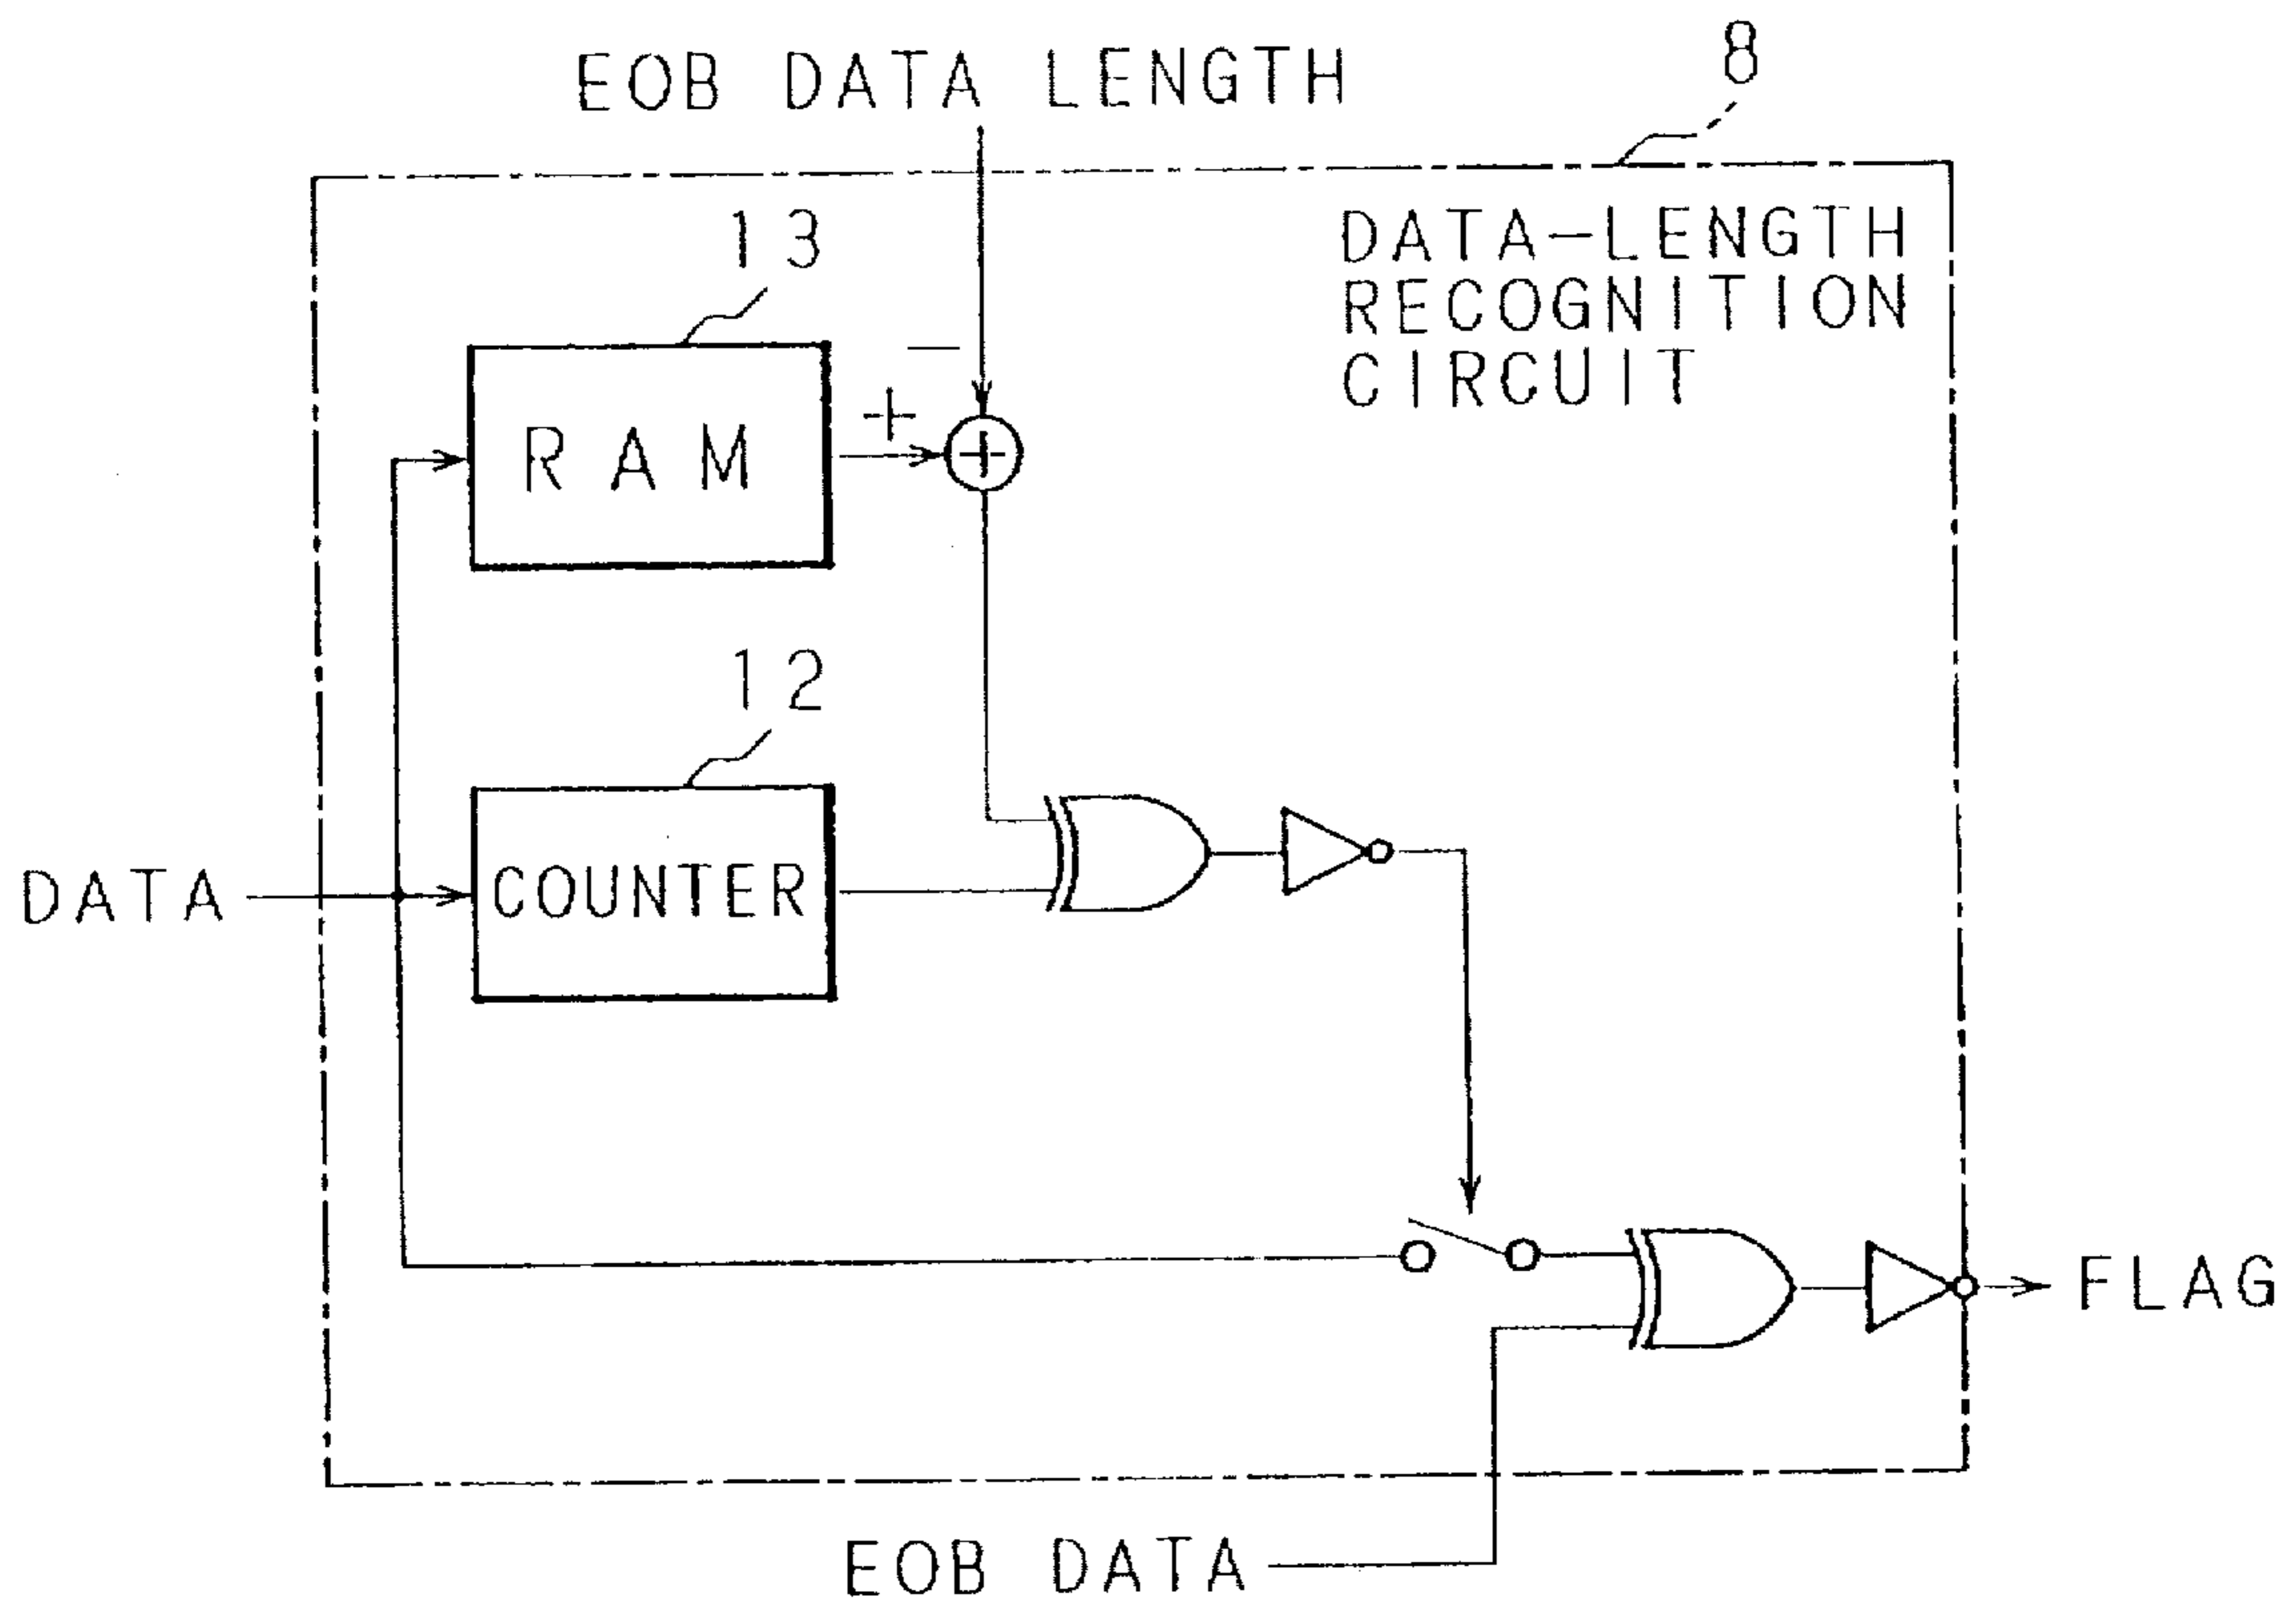 8
EOB DATA LENGTH
DATA-LENGTH
RECOGNITION
CIRCUIT
13
−
+
RAM
+
12
DATA
COUNTER
FLAG
EOB DATA